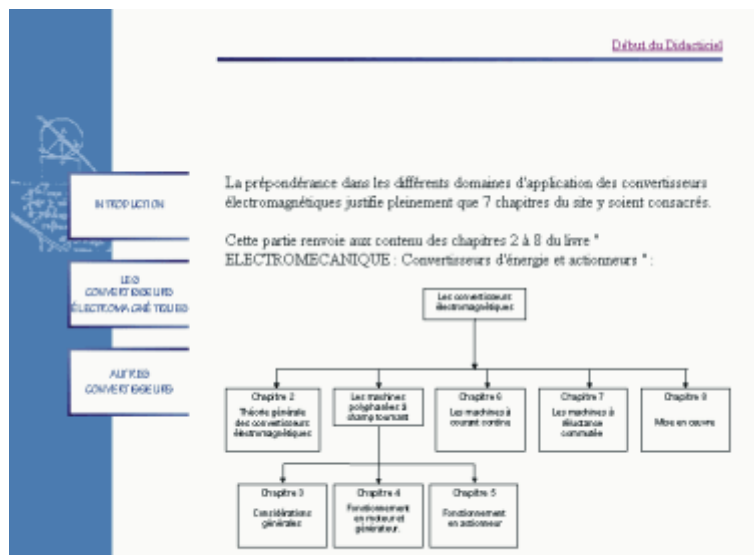 Début du Didacticiel
INTRODUCTION
LES
CONVERTISSEURS
ÉLECTROMAGNÉTIQUES
AUTRES
CONVERTISSEURS
La prépondérance dans les différents domaines d'application des convertisseurs
électromagnétiques justifie pleinement que 7 chapitres du site y soient consacrés.
Cette partie renvoie aux contenu des chapitres 2 à 8 du livre "
ELECTROMECANIQUE : Convertisseurs d'énergie et actionneurs " :
Les convertisseurs
électromagnétiques
Chapitre 2
Théorie générale
des convertisseurs
électromagnétiques
Les machines
polyphasées à
champ tournant
Chapitre 6
Les machines à
courant continu
Chapitre 7
Les machines à
réluctance
commutée
Chapitre 8
Mise en oeuvre
Chapitre 3
Considérations
générales
Chapitre 4
Fonctionnement
en moteur et
générateur.
Chapitre 5
Fonctionnement
en actionneur